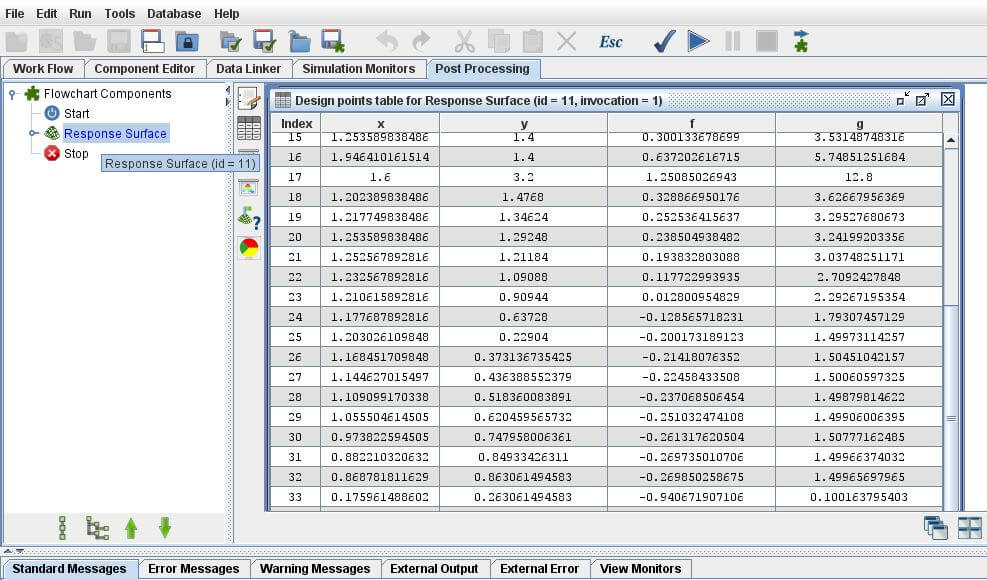 File Edit Run Tools Database Help
Esc
Work Flow Component Editor Data Linker Simulation Monitors Post Processing
Flowchart Components
Start
Response Surface
Stop
Response Surface (id = 11)
?
Design points table for Response Surface (id = 11, invocation = 1)
Index x y f g
15 1.253589838486 1.4 0.300133678699 3.53148748316
16 1.946410161514 1.4 0.637202616715 5.74851251684
17 1.6 3.2 1.25085026943 12.8
18 1.202389838486 1.4768 0.328866950176 3.62667956369
19 1.217749838486 1.34624 0.252536415637 3.29527680673
20 1.253589838486 1.29248 0.238504938482 3.24199203356
21 1.252567892816 1.21184 0.193832803088 3.03748251171
22 1.232567892816 1.09088 0.117722993935 2.7092427848
23 1.210615892816 0.90944 0.012800954829 2.29267195354
24 1.177687892816 0.63728 -0.128565718231 1.79307457129
25 1.203026109848 0.22904 -0.200173189123 1.49973114257
26 1.168451709848 0.373136735425 -0.21418076352 1.50451042157
27 1.144627015497 0.436388552379 -0.22458433508 1.50060597325
28 1.109099170338 0.518360083891 -0.237068506454 1.49879814622
29 1.055504614505 0.620459565732 -0.251032474108 1.49906006395
30 0.973822594505 0.747958006361 -0.261317620504 1.50777162485
31 0.882210320632 0.84933426311 -0.269735010706 1.49966374032
32 0.868781811629 0.863061494583 -0.269850258675 1.49965697965
33 0.175961488602 0.263061494583 -0.940671907106 0.100163795403
Standard Messages Error Messages Warning Messages External Output External Error View Monitors